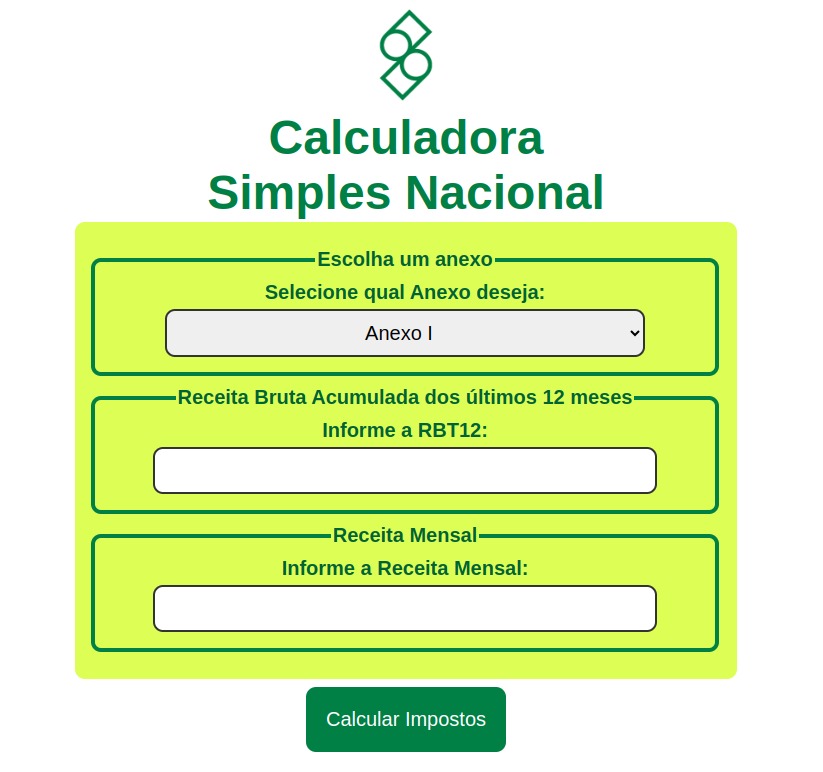 Calculadora
Simples Nacional
Escolha um anexo
Selecione qual Anexo deseja:
Anexo I
Receita Bruta Acumulada dos últimos 12 meses
Informe a RBT12:
Receita Mensal
Informe a Receita Mensal:
Calcular Impostos